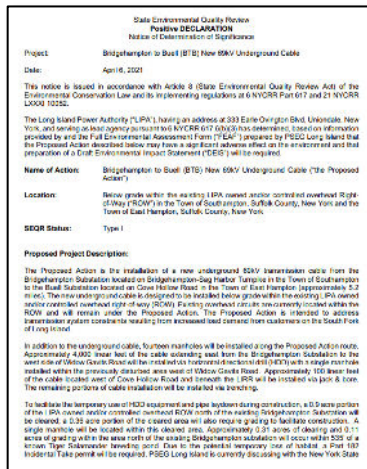 State Environmental Quality Review
Positive DECLARATION
Notice of Determination of Significance
Project: Bridgehampton to Buell (BTB) New 69kV Underground Cable
Date: April 6, 2021
This notice is issued in accordance with Article 8 (State Environmental Quality Review Act) of the
Environmental Conservation Law and its implementing regulations at 6 NYCRR Part 617 and 21 NYCRR
LXXXI 10052.
The Long Island Power Authority ("LIPA"), having an address at 333 Earle Ovington Blvd, Uniondale, New
York, and serving as lead agency pursuant to 6 NYCRR 617.6(b)(3) has determined, based on information
provided by and the Full Environmental Assessment Form ("FEAF") prepared by PSEG Long Island that
the Proposed Action described below may have a significant adverse effect on the environment and that
preparation of a Draft Environmental Impact Statement ("DEIS") will be required.
Name of Action: Bridgehampton to Buell (BTB) New 69kV Underground Cable ("the Proposed
Action")
Location: Below grade within the existing LIPA owned and/or controlled overhead Right-
of-Way ("ROW") in the Town of Southampton, Suffolk County, New York and the
Town of East Hampton, Suffolk County, New York
SEQR Status: Type I
Proposed Project Description:
The Proposed Action is the installation of a new underground 69kV transmission cable from the
Bridgehampton Substation located on Bridgehampton-Sag Harbor Turnpike in the Town of Southampton
to the Buell Substation located on Cove Hollow Road in the Town of East Hampton (approximately 5.2
miles). The new underground cable is designed to be installed below grade within the existing LIPA owned
and/or controlled overhead right-of-way (ROW). Existing overhead circuits are currently located within the
ROW and will remain under the Proposed Action. The Proposed Action is intended to address
transmission system constraints resulting from increased load demand from customers on the South Fork
of Long Island.
In addition to the underground cable, fourteen manholes will be installed along the Proposed Action route.
Approximately 4,000 linear feet of the cable extending east from the Bridgehampton Substation to the
west side of Widow Gavits Road will be installed via horizontal directional drill (HDD) with a single manhole
installed within the previously disturbed area west of Widow Gavits Road. Approximately 100 linear feet
of the cable located west of Cove Hollow Road and beneath the LIRR will be installed via jack & bore.
The remaining portions of cable installation will be installed via trenching.
To facilitate the temporary use of HDD equipment and pipe laydown during construction, a 0.9 acre portion
of the LIPA owned and/or controlled overhead ROW north of the existing Bridgehampton Substation will
be cleared; a 0.35 acre portion of the cleared area will also require grading to facilitate construction. A
single manhole will be located within this cleared area. Approximately 0.31 acres of clearing and 0.11
acres of grading within the area north of the existing Bridgehampton substation will occur within 535' of a
known Tiger Salamander breeding pond. Due to the potential temporary loss of habitat, a Part 182
Incidental Take permit will be required. PSEG Long Island is currently discussing with the New York State